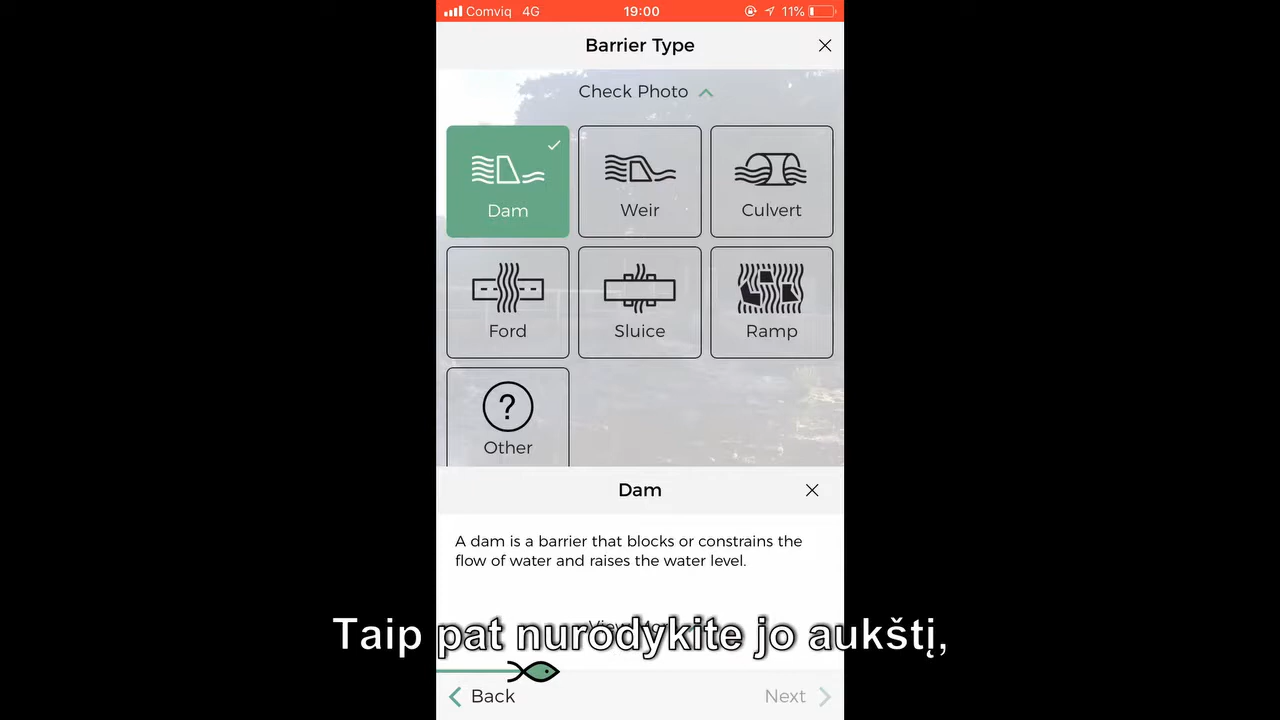 Comviq 4G 19:00 11%
Barrier Type
Check Photo
Dam Weir Culvert
Ford Sluice Ramp
?
Other
Dam
A dam is a barrier that blocks or constrains the
flow of water and raises the water level.
Taip pat nurodykite jo aukštį,
Back Next